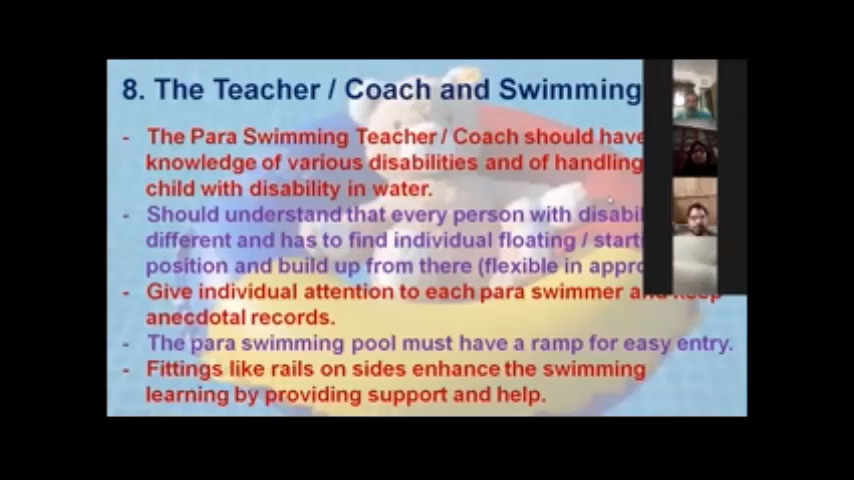 8. The Teacher / Coach and Swimming
- The Para Swimming Teacher / Coach should have
knowledge of various disabilities and of handling
child with disability in water.
- Should understand that every person with
different and has to find individual floating /
position and build up from there (flexible in
- Give individual attention to each para swimmer and keep
anecdotal records.
- The para swimming pool must have a ramp for easy entry.
- Fittings like rails on sides enhance the swimming
learning by providing support and help.